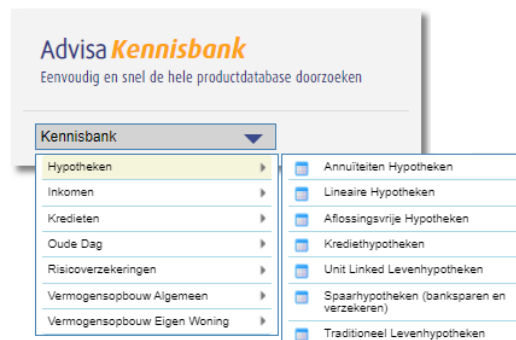 Advisa Kennisbank
Eenvoudig en snel de hele productdatabase doorzoeken
Kennisbank
Hypotheken
Inkomen
Kredieten
Oude Dag
Risicoverzekeringen
Vermogensopbouw Algemeen
Vermogensopbouw Eigen Woning
Annuïteiten Hypotheken
Lineaire Hypotheken
Aflossingsvrije Hypotheken
Krediethypotheken
Unit Linked Levenhypotheken
Spaarhypotheken (banksparen en
verzekeren)
Traditioneel Levenhypotheken